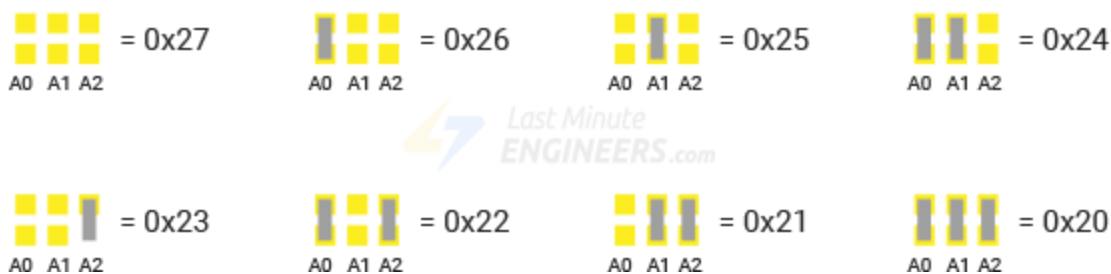 = 0x27 = 0x26 = 0x25 = 0x24
A0 A1 A2 A0 A1 A2 A0 A1 A2 A0 A1 A2
Last Minute
ENGINEERS.com
= 0x23 = 0x22 = 0x21 = 0x20
A0 A1 A2 A0 A1 A2 A0 A1 A2 A0 A1 A2